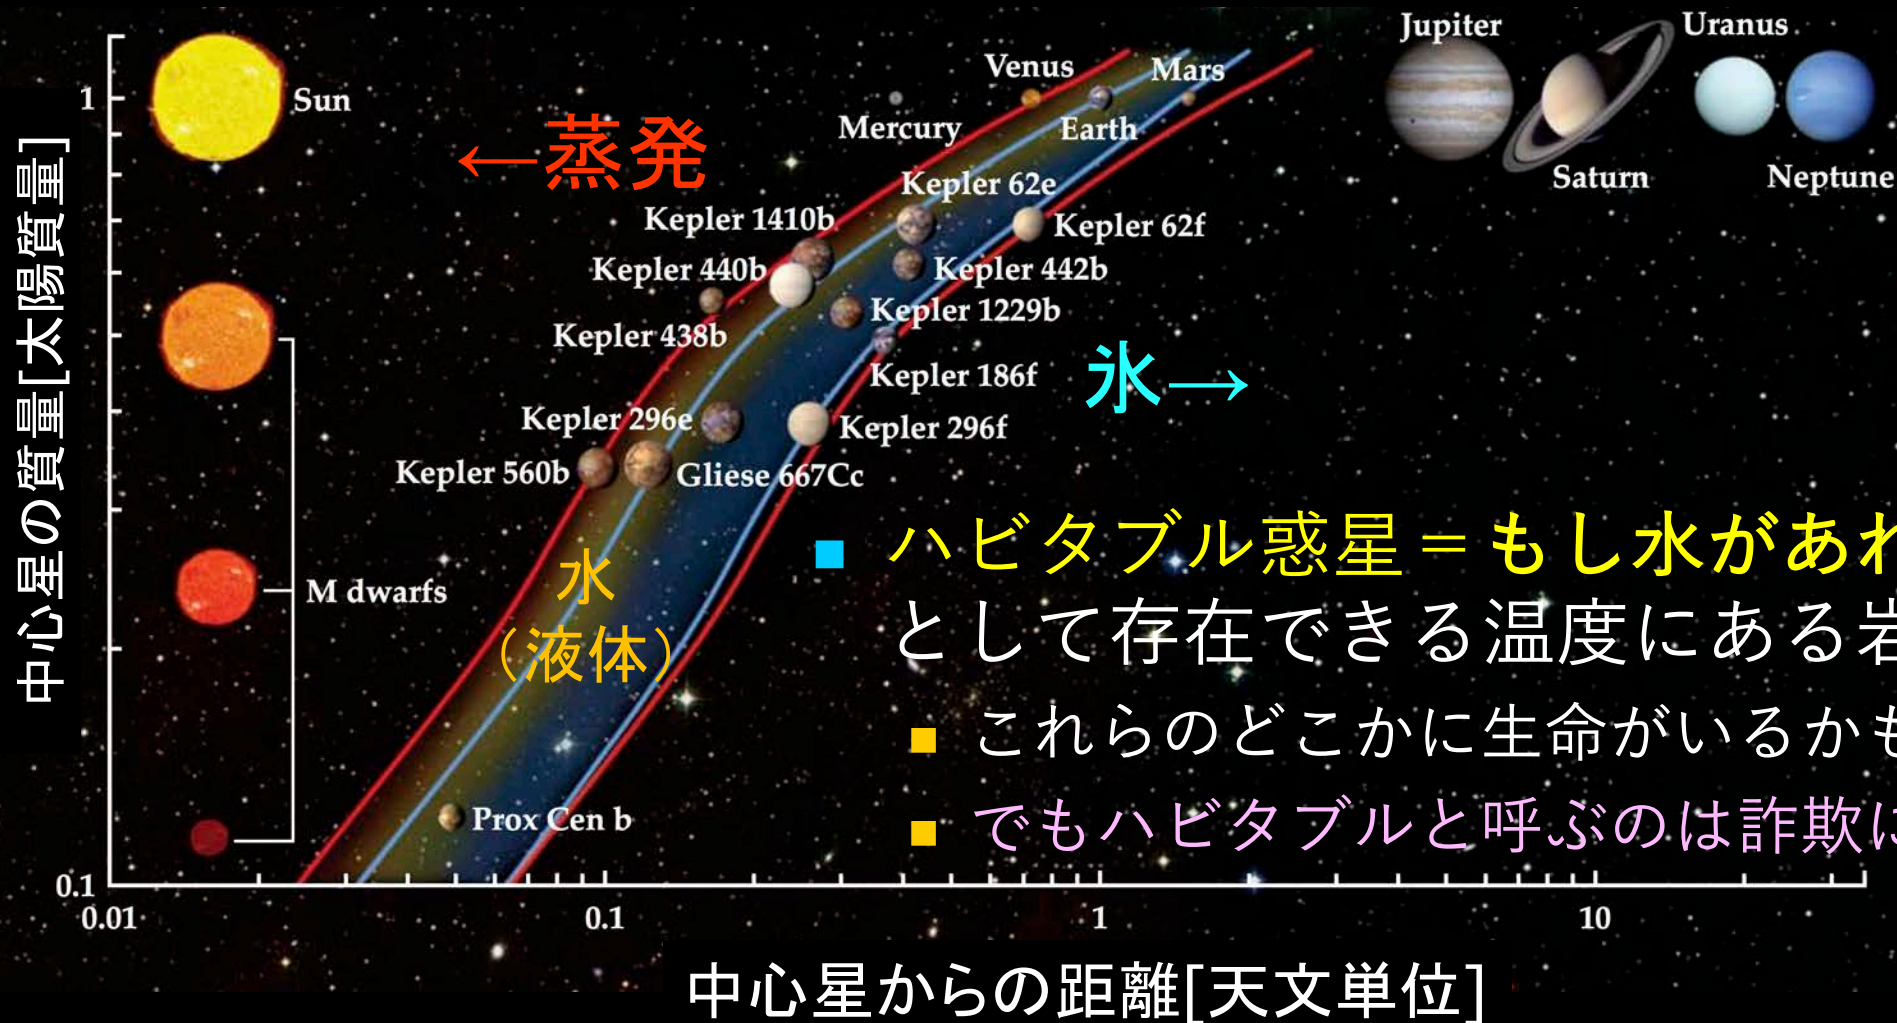 Jupiter
Uranus
Venus
Mars
1
Sun
Mercury
Earth
←蒸発
Saturn
Neptune
Kepler 62e
Kepler 1410b
Kepler 62f
Kepler 440b
Kepler 442b
Kepler 1229b
Kepler 438b
Kepler 186f
氷→
Kepler 296e
Kepler 296f
Kepler 560b
Gliese 667Cc
中心星の質量[太陽質量]
ハビタブル惑星＝もし水があれ
水
(液体)
M dwarfs
として存在できる温度にある岩
これらのどこかに生命がいるかも
Prox Cen b
でもハビタブルと呼ぶのは詐欺に
0.1
0.01
0.1
1
10
中心星からの距離[天文単位]